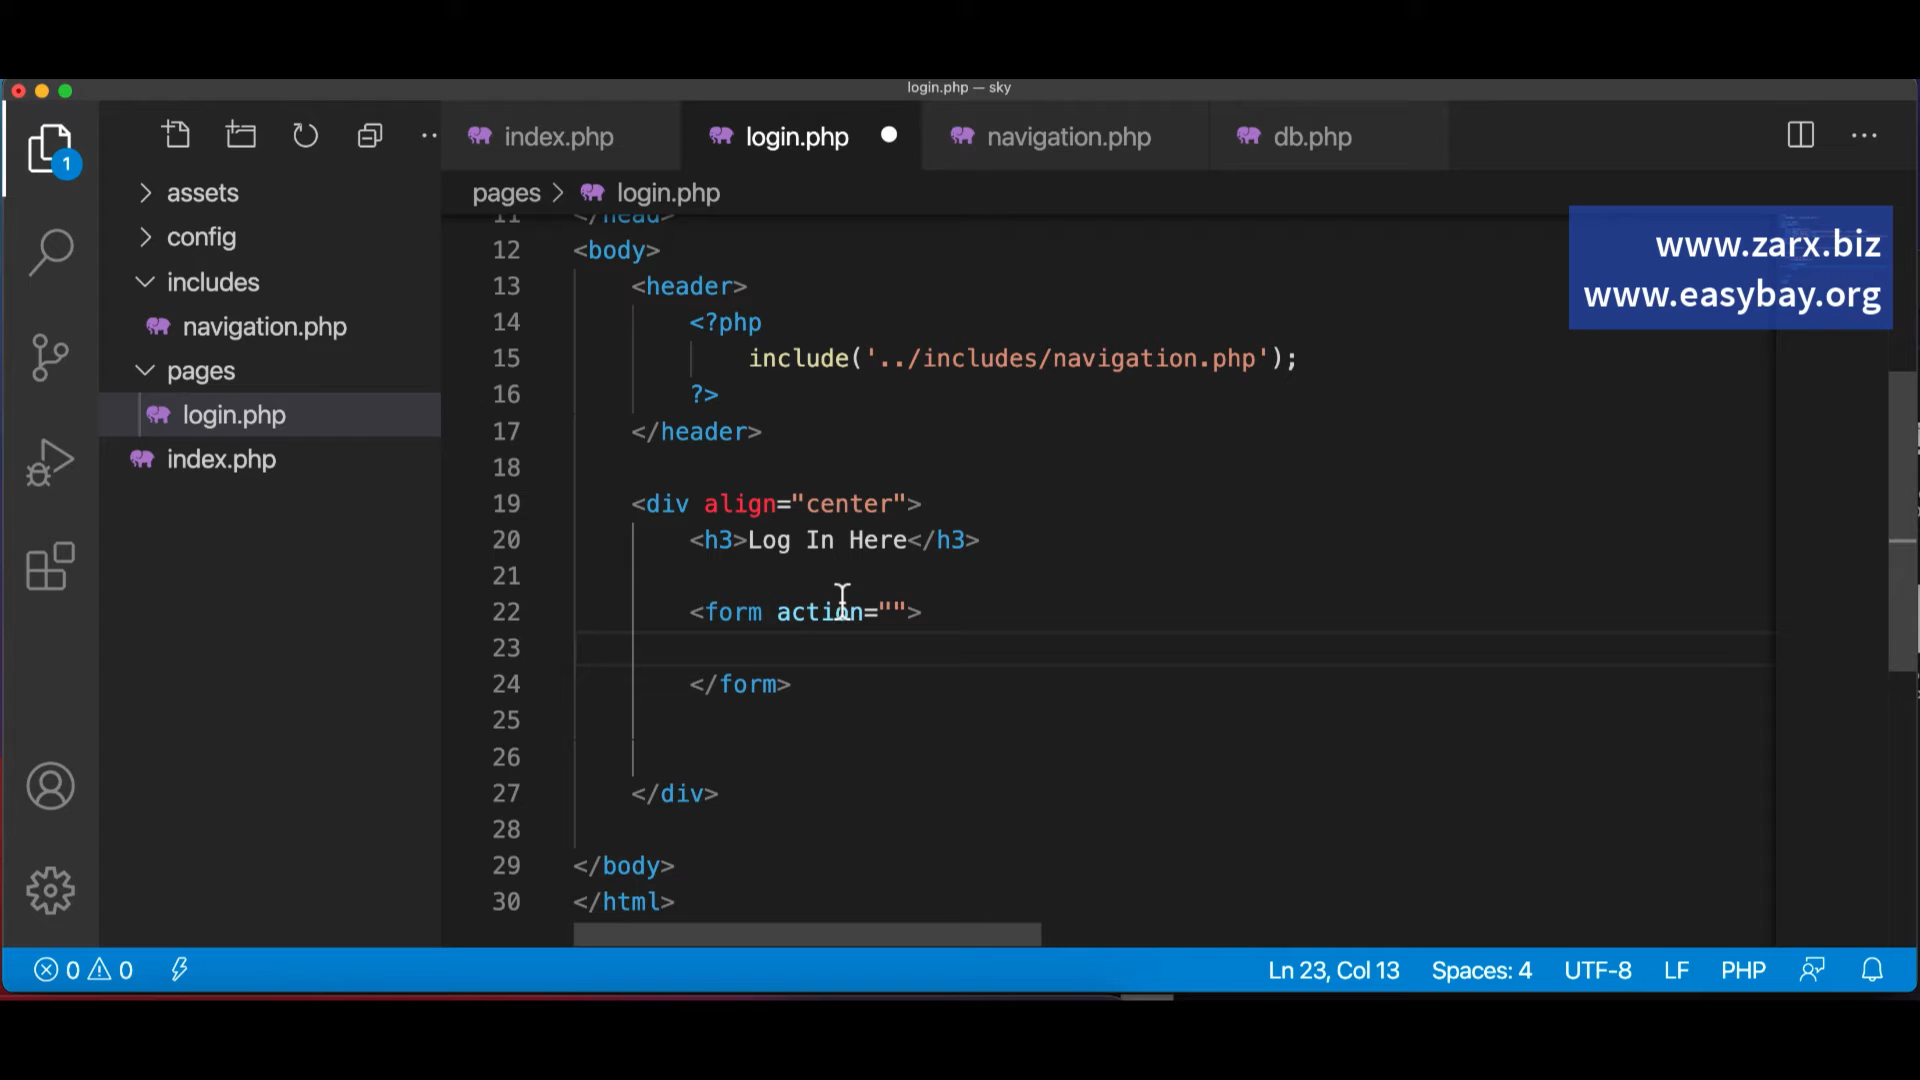 login.php — sky
index.php
login.php
navigation.php
db.php
1
assets
config
includes
navigation.php
pages
login.php
index.php
pages > login.php
www.zarx.biz
www.easybay.org
11 </head>
12 <body>
13 <header>
14 <?php
15 include('../includes/navigation.php');
16 ?>
17 </header>
18
19 <div align="center">
20 <h3>Log In Here</h3>
21
22 <form action="">
23
24 </form>
25
26
27 </div>
28
29 </body>
30 </html>
0 0
Ln 23, Col 13
Spaces: 4
UTF-8
LF
PHP